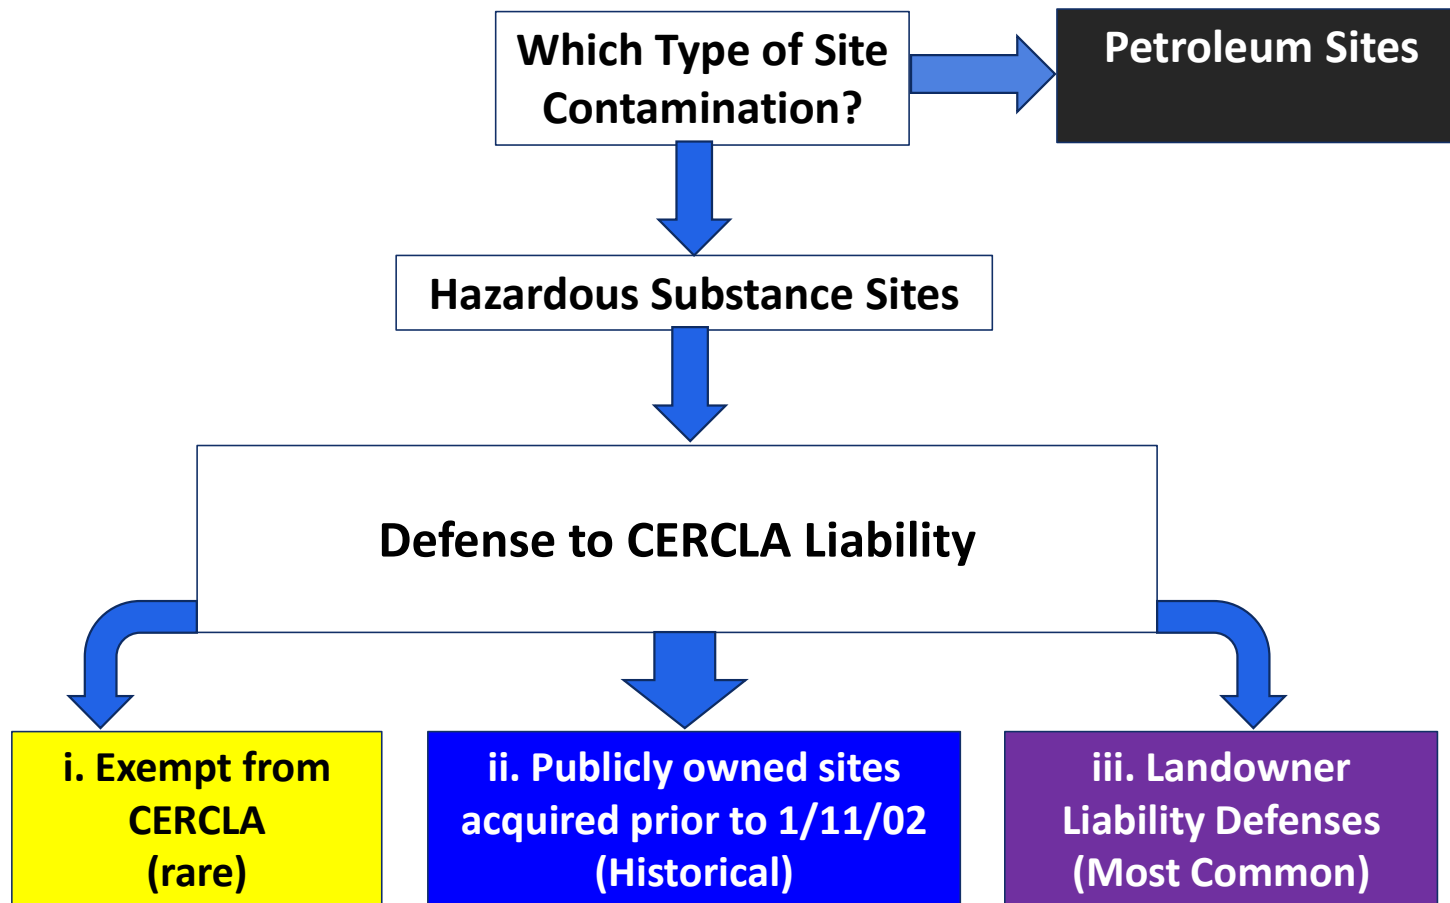 Which Type of Site
Contamination?
Petroleum Sites
Hazardous Substance Sites
Defense to CERCLA Liability
i. Exempt from
CERCLA
(rare)
ii. Publicly owned sites
acquired prior to 1/11/02
(Historical)
iii. Landowner
Liability Defenses
(Most Common)